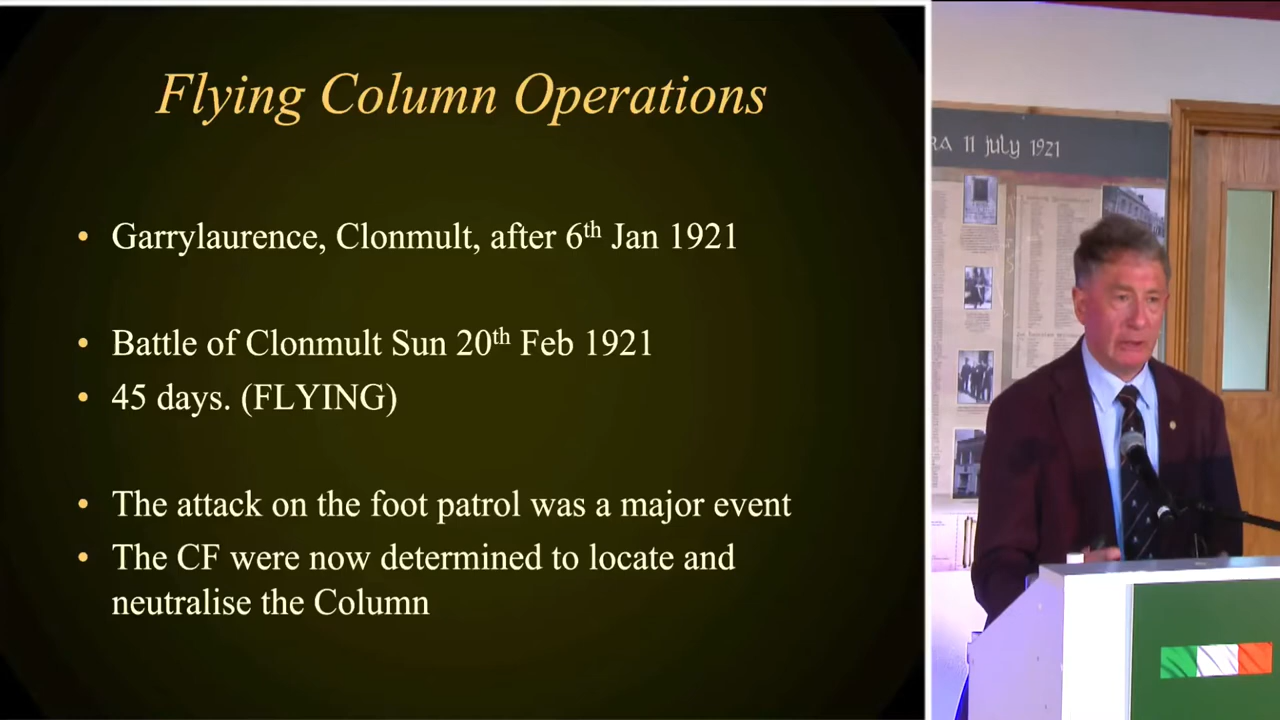 Flying Column Operations
• Garrylaurence, Clonmult, after 6th Jan 1921
• Battle of Clonmult Sun 20th Feb 1921
• 45 days. (FLYING)
• The attack on the foot patrol was a major event
• The CF were now determined to locate and
neutralise the Column
RA 11 July 1921